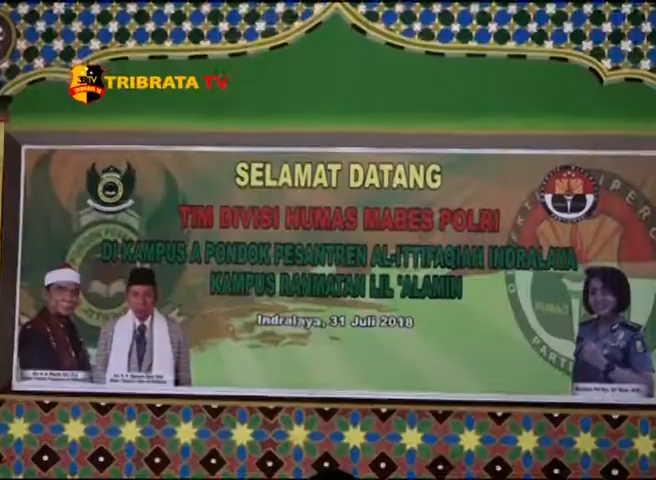 TRIBRATA TV
SELAMAT DATANG
TIM DIVISI HUMAS MABES POLRI
DI KAMPUS A PONDOK PESANTREN AL-ITTIFAQIAH INDRALAYA
KAMPUS RAHMATAN LIL 'ALAMIN
Indralaya, 31 Juli 2018